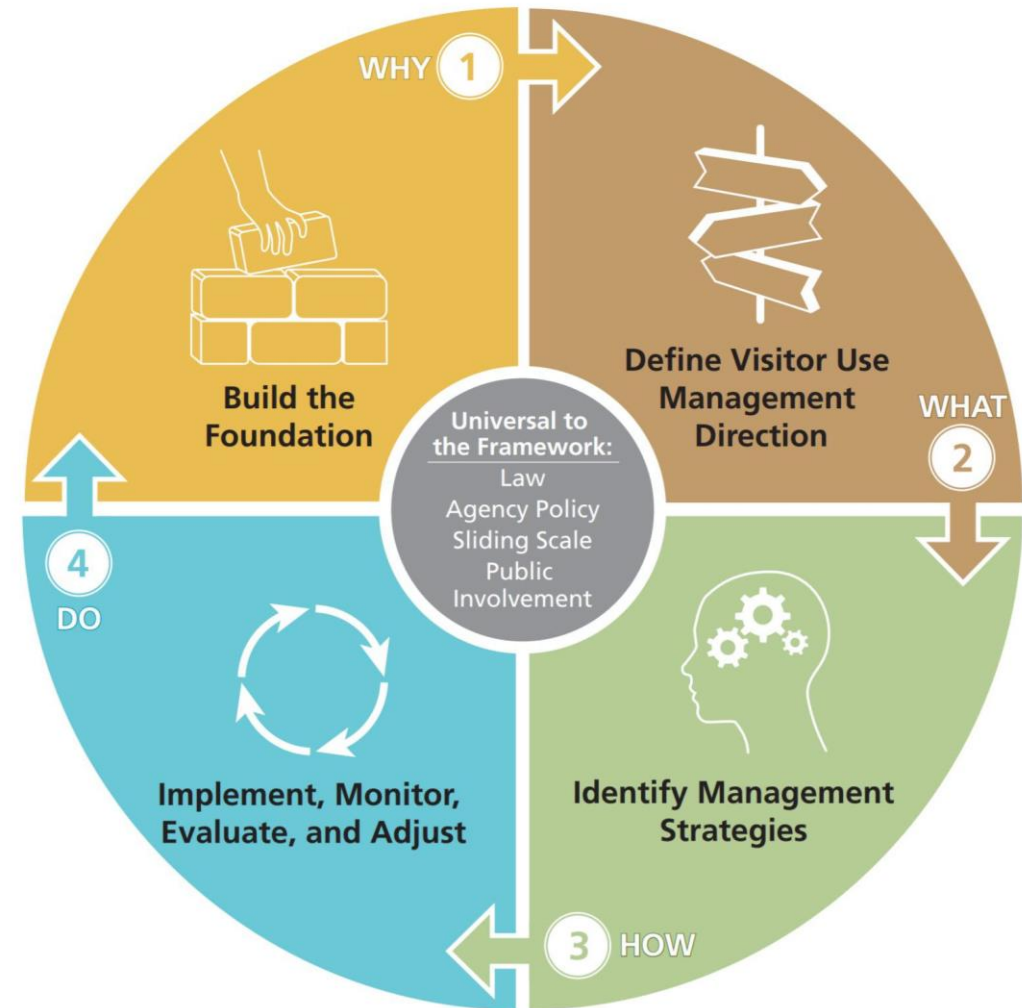 WHY 1
Build the
Foundation
Define Visitor Use
Management
Direction
WHAT
2
Universal to
the Framework:
Law
Agency Policy
Sliding Scale
Public
Involvement
Identify Management
Strategies
3 HOW
4
DO
Implement, Monitor,
Evaluate, and Adjust